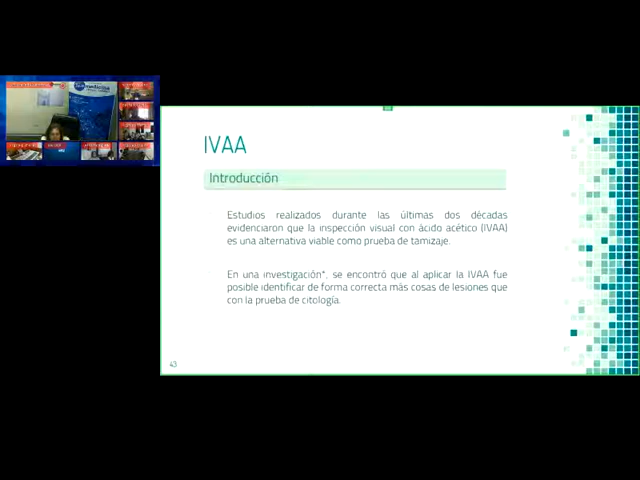 medicina
IVAA
Introducción
Estudios realizados durante las últimas dos décadas
evidenciaron que la inspección visual con ácido acético (IVAA)
es una alternativa viable como prueba de tamizaje.
En una investigación*, se encontró que al aplicar la IVAA fue
posible identificar de forma correcta más cosas de lesiones que
con la prueba de citología.
43